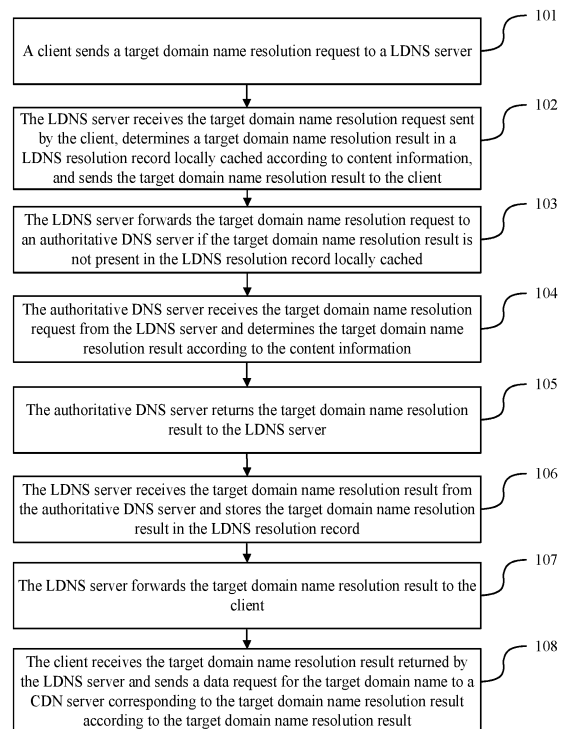 101
A client sends a target domain name resolution request to a LDNS server
102
The LDNS server receives the target domain name resolution request sent
by the client, determines a target domain name resolution result in a
LDNS resolution record locally cached according to content information,
and sends the target domain name resolution result to the client
103
The LDNS server forwards the target domain name resolution request to
an authoritative DNS server if the target domain name resolution result is
not present in the LDNS resolution record locally cached
104
The authoritative DNS server receives the target domain name resolution
request from the LDNS server and determines the target domain name
resolution result according to the content information
105
The authoritative DNS server returns the target domain name resolution
result to the LDNS server
106
The LDNS server receives the target domain name resolution result from
the authoritative DNS server and stores the target domain name resolution
result in the LDNS resolution record
107
The LDNS server forwards the target domain name resolution result to the
client
108
The client receives the target domain name resolution result returned by
the LDNS server and sends a data request for the target domain name to a
CDN server corresponding to the target domain name resolution result
according to the target domain name resolution result